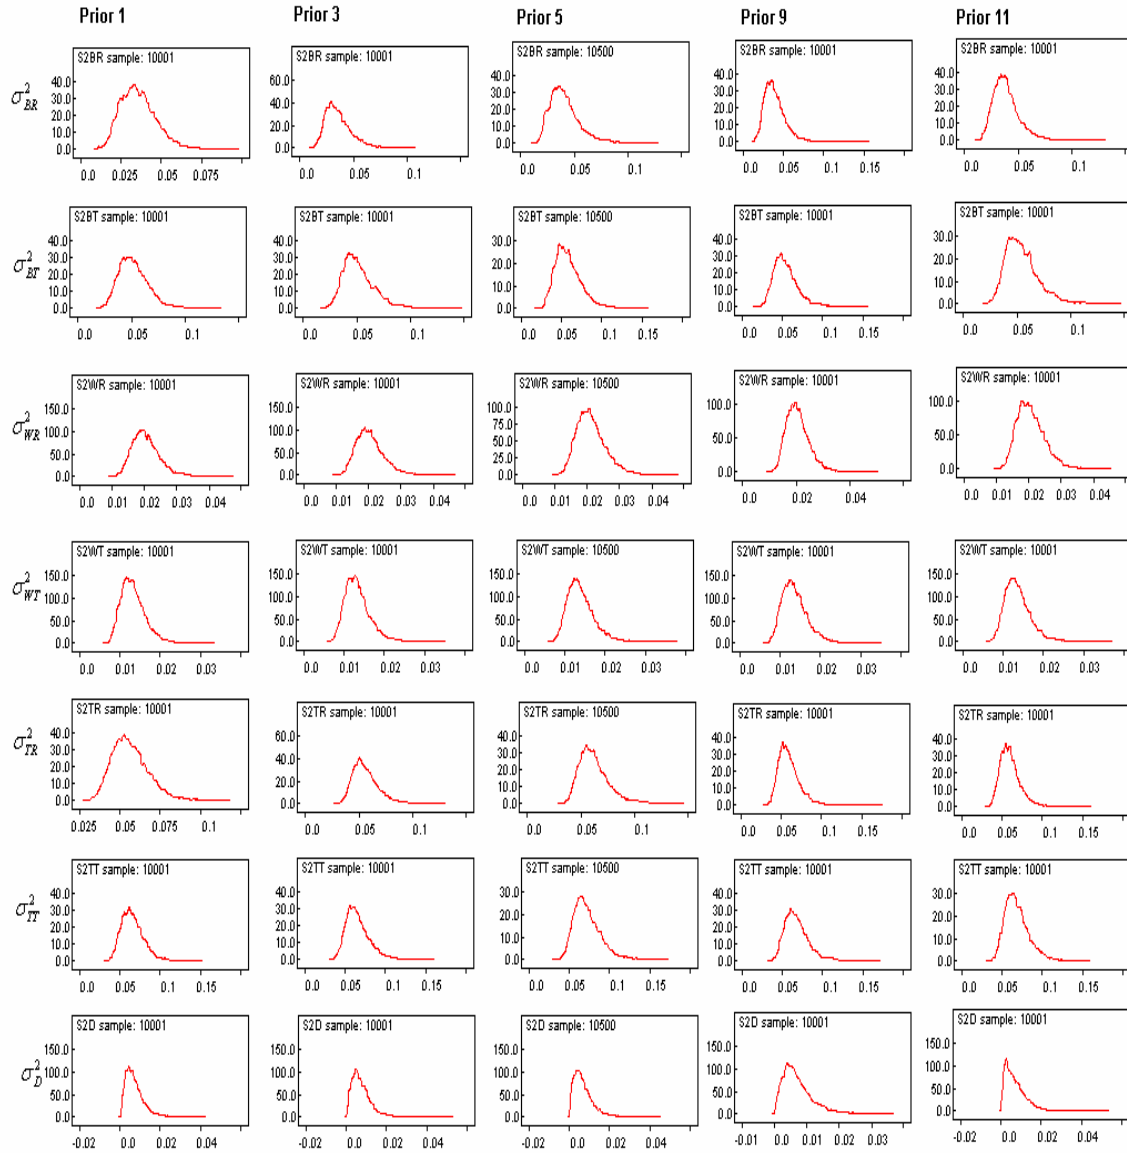 Prior 1 Prior 3 Prior 5 Prior 9 Prior 11
σ²BR
S2BR sample: 10001
40.0
30.0
20.0
10.0
0.0
0.0 0.025 0.05 0.075
S2BR sample: 10001
60.0
40.0
20.0
0.0
0.0 0.05 0.1
S2BR sample: 10500
40.0
30.0
20.0
10.0
0.0
0.0 0.05 0.1
S2BR sample: 10001
40.0
30.0
20.0
10.0
0.0
0.0 0.05 0.1 0.15
S2BR sample: 10001
40.0
30.0
20.0
10.0
0.0
0.0 0.05 0.1
σ²BT
S2BT sample: 10001
40.0
30.0
20.0
10.0
0.0
0.0 0.05 0.1
S2BT sample: 10001
40.0
30.0
20.0
10.0
0.0
0.0 0.05 0.1
S2BT sample: 10500
30.0
20.0
10.0
0.0
0.0 0.05 0.1 0.15
S2BT sample: 10001
40.0
30.0
20.0
10.0
0.0
0.0 0.05 0.1 0.15
S2BT sample: 10001
30.0
20.0
10.0
0.0
0.0 0.05 0.1
σ²WR
S2WR sample: 10001
150.0
100.0
50.0
0.0
0.0 0.01 0.02 0.03 0.04
S2WR sample: 10001
150.0
100.0
50.0
0.0
0.0 0.01 0.02 0.03 0.04
S2WR sample: 10500
100.0
75.0
50.0
25.0
0.0
0.0 0.01 0.02 0.03 0.04
S2WR sample: 10001
100.0
50.0
0.0
0.0 0.02 0.04
S2WR sample: 10001
100.0
50.0
0.0
0.0 0.01 0.02 0.03 0.04
σ²WT
S2WT sample: 10001
150.0
100.0
50.0
0.0
0.0 0.01 0.02 0.03
S2WT sample: 10001
150.0
100.0
50.0
0.0
0.0 0.01 0.02 0.03
S2WT sample: 10500
150.0
100.0
50.0
0.0
0.0 0.01 0.02 0.03
S2WT sample: 10001
150.0
100.0
50.0
0.0
0.0 0.01 0.02 0.03
S2WT sample: 10001
150.0
100.0
50.0
0.0
0.0 0.01 0.02 0.03
σ²TR
S2TR sample: 10001
40.0
30.0
20.0
10.0
0.0
0.025 0.05 0.075 0.1
S2TR sample: 10001
60.0
40.0
20.0
0.0
0.0 0.05 0.1
S2TR sample: 10500
40.0
30.0
20.0
10.0
0.0
0.0 0.05 0.1
S2TR sample: 10001
40.0
30.0
20.0
10.0
0.0
0.0 0.05 0.1 0.15
S2TR sample: 10001
40.0
30.0
20.0
10.0
0.0
0.0 0.05 0.1 0.15
σ²TT
S2TT sample: 10001
40.0
30.0
20.0
10.0
0.0
0.0 0.05 0.1 0.15
S2TT sample: 10001
40.0
30.0
20.0
10.0
0.0
0.0 0.05 0.1 0.15
S2TT sample: 10500
30.0
20.0
10.0
0.0
0.0 0.05 0.1 0.15
S2TT sample: 10001
40.0
30.0
20.0
10.0
0.0
0.0 0.05 0.1 0.15
S2TT sample: 10001
30.0
20.0
10.0
0.0
0.0 0.05 0.1 0.15
σ²D
S2D sample: 10001
150.0
100.0
50.0
0.0
-0.02 0.0 0.02 0.04
S2D sample: 10001
150.0
100.0
50.0
0.0
-0.02 0.0 0.02 0.04
S2D sample: 10500
150.0
100.0
50.0
0.0
-0.02 0.0 0.02 0.04
S2D sample: 10001
150.0
100.0
50.0
0.0
-0.01 0.0 0.01 0.02 0.03
S2D sample: 10001
150.0
100.0
50.0
0.0
-0.02 0.0 0.02 0.04